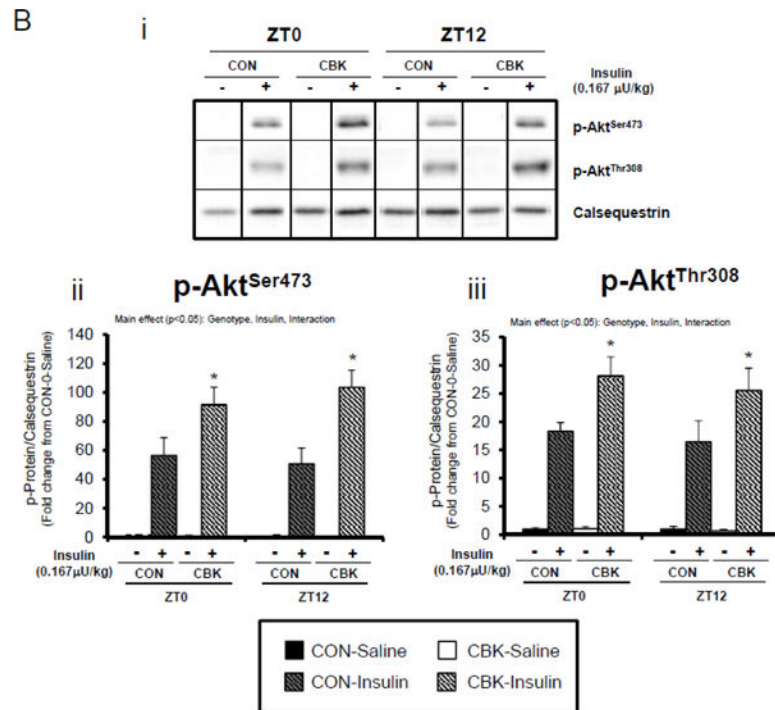 B
i
ZT0 ZT12
CON CBK CON CBK
- + - + - + - +
Insulin
(0.167 μU/kg)
p-AktSer473
p-AktThr308
Calsequestrin
ii
p-AktSer473
Main effect (p<0.05): Genotype, Insulin, Interaction
p-Protein/Calsequestrin
(Fold change from CON-0-Saline)
140
120
100
80
60
40
20
0
* *
Insulin - + - + - + - +
(0.167μU/kg) CON CBK CON CBK
ZT0 ZT12
iii
p-AktThr308
Main effect (p<0.05): Genotype, Insulin, Interaction
p-Protein/Calsequestrin
(Fold change from CON-0-Saline)
35
30
25
20
15
10
5
0
* *
Insulin - + - + - + - +
(0.167μU/kg) CON CBK CON CBK
ZT0 ZT12
CON-Saline CBK-Saline
CON-Insulin CBK-Insulin